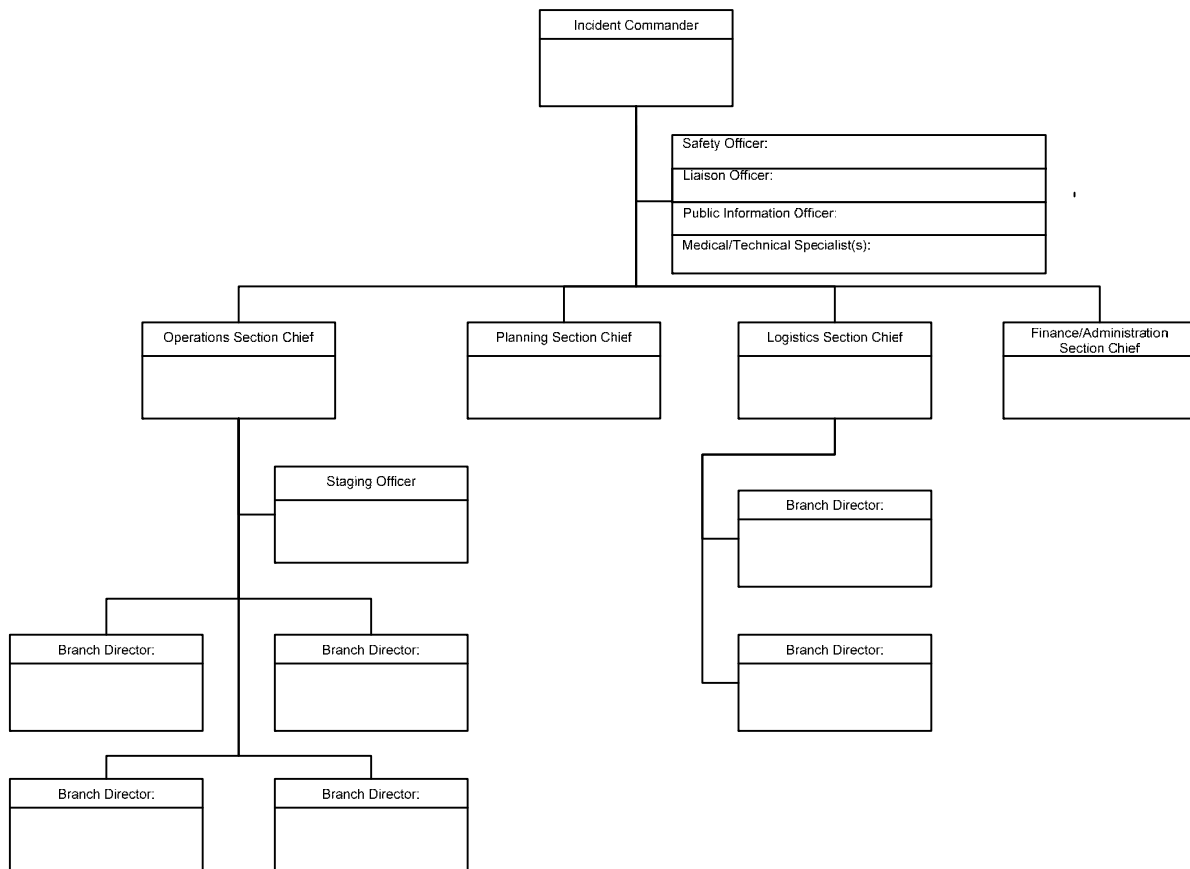 Incident Commander
Safety Officer:
Liaison Officer:
Public Information Officer:
Medical/Technical Specialist(s):
Operations Section Chief
Planning Section Chief
Logistics Section Chief
Finance/Administration
Section Chief
Staging Officer
Branch Director:
Branch Director:
Branch Director:
Branch Director:
Branch Director:
Branch Director: